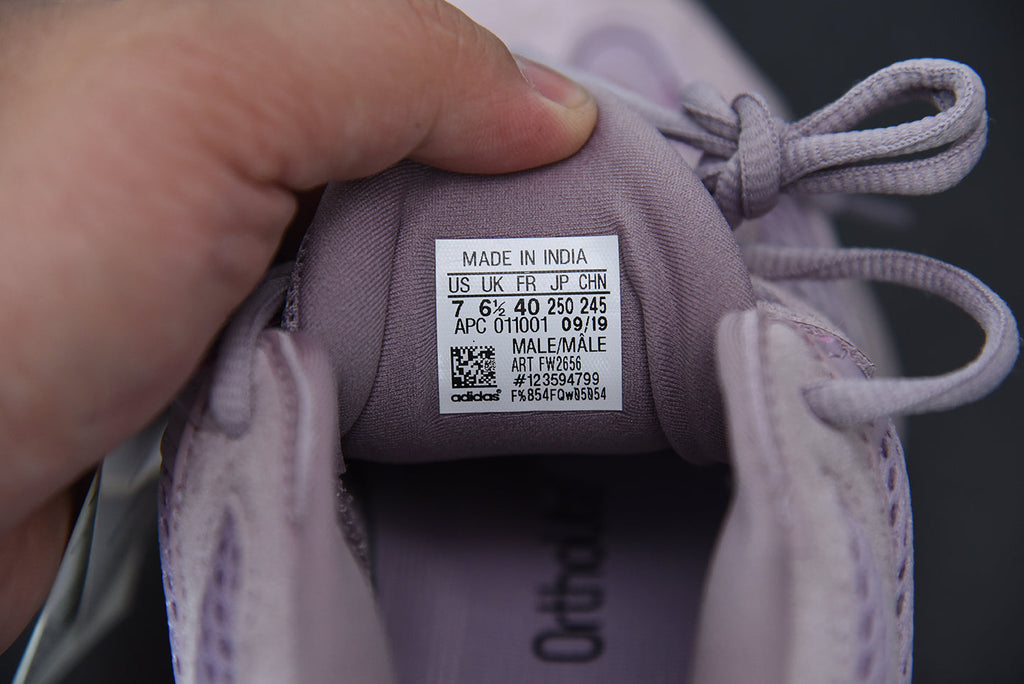 MADE IN INDIA
US UK FR JP CHN
7 6½ 40 250 245
APC 011001 09/19
MALE/MÂLE
ART FW2656
#123594799
adidas® F%854FQw05054
Ortho